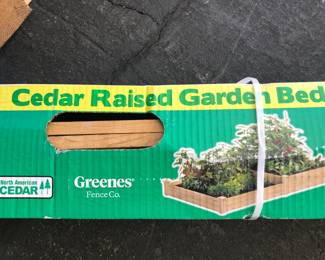 Cedar Raised Garden Bed
North American
CEDAR
Greenes
Fence Co.